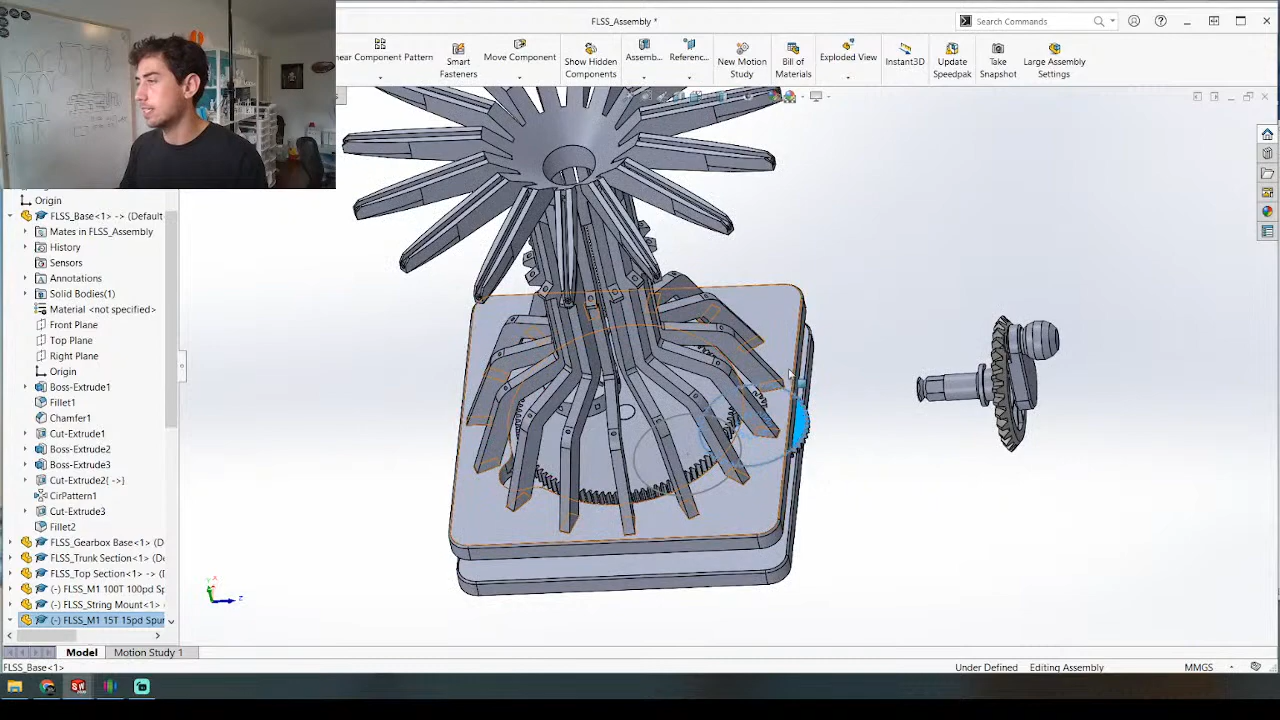 FLSS_Assembly *
Search Commands
near Component Pattern
Smart Fasteners
Move Component
Show Hidden Components
Assemb...
Referenc...
New Motion Study
Bill of Materials
Exploded View
Instant3D
Update Speedpak
Take Snapshot
Large Assembly Settings
Origin
FLSS_Base<1> -> (Default
Mates in FLSS_Assembly
History
Sensors
Annotations
Solid Bodies(1)
Material <not specified>
Front Plane
Top Plane
Right Plane
Origin
Boss-Extrude1
Fillet1
Chamfer1
Cut-Extrude1
Boss-Extrude2
Boss-Extrude3
Cut-Extrude2{ ->}
CirPattern1
Cut-Extrude3
Fillet2
FLSS_Gearbox Base<1> (De
FLSS_Trunk Section<1> (D
FLSS_Top Section<1> -> (D
(-) FLSS_M1 100T 100pd Sp
(-) FLSS_String Mount<1> (
(-) FLSS_M1 15T 15pd Spur
Model
Motion Study 1
FLSS_Base<1>
Under Defined
Editing Assembly
MMGS